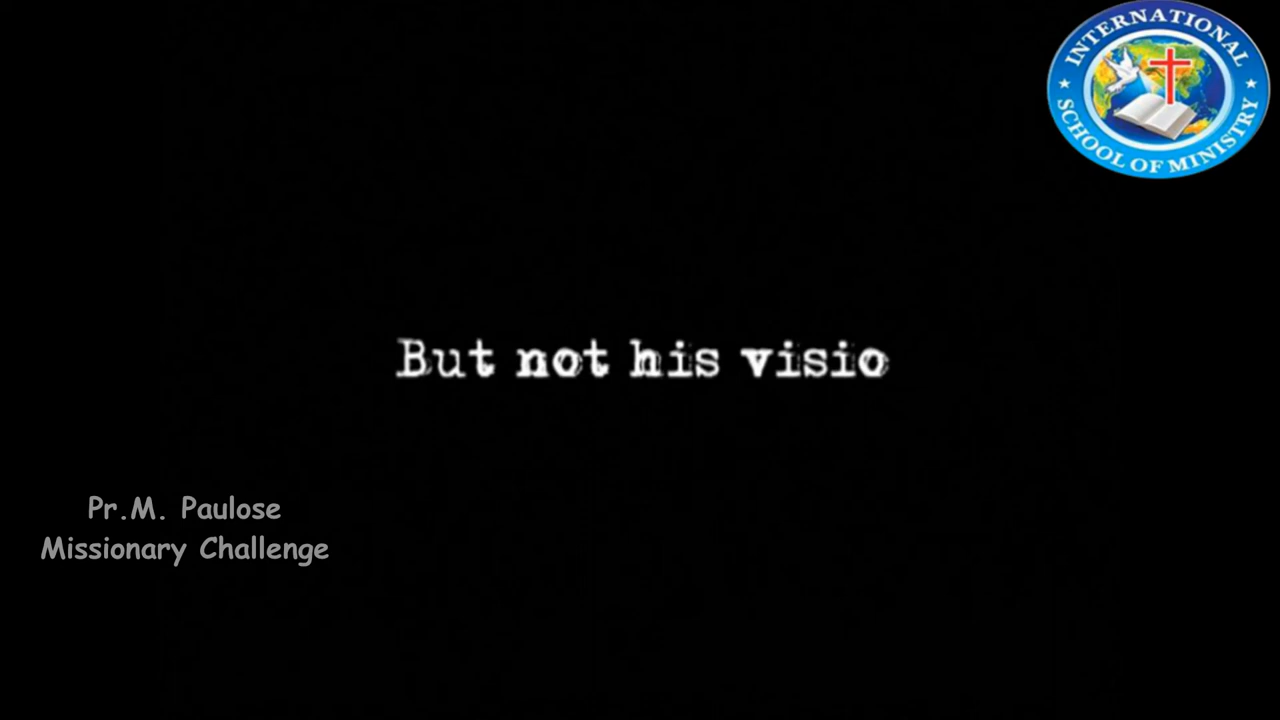 INTERNATIONAL
SCHOOL OF MINISTRY
But not his visio
Pr.M. Paulose
Missionary Challenge